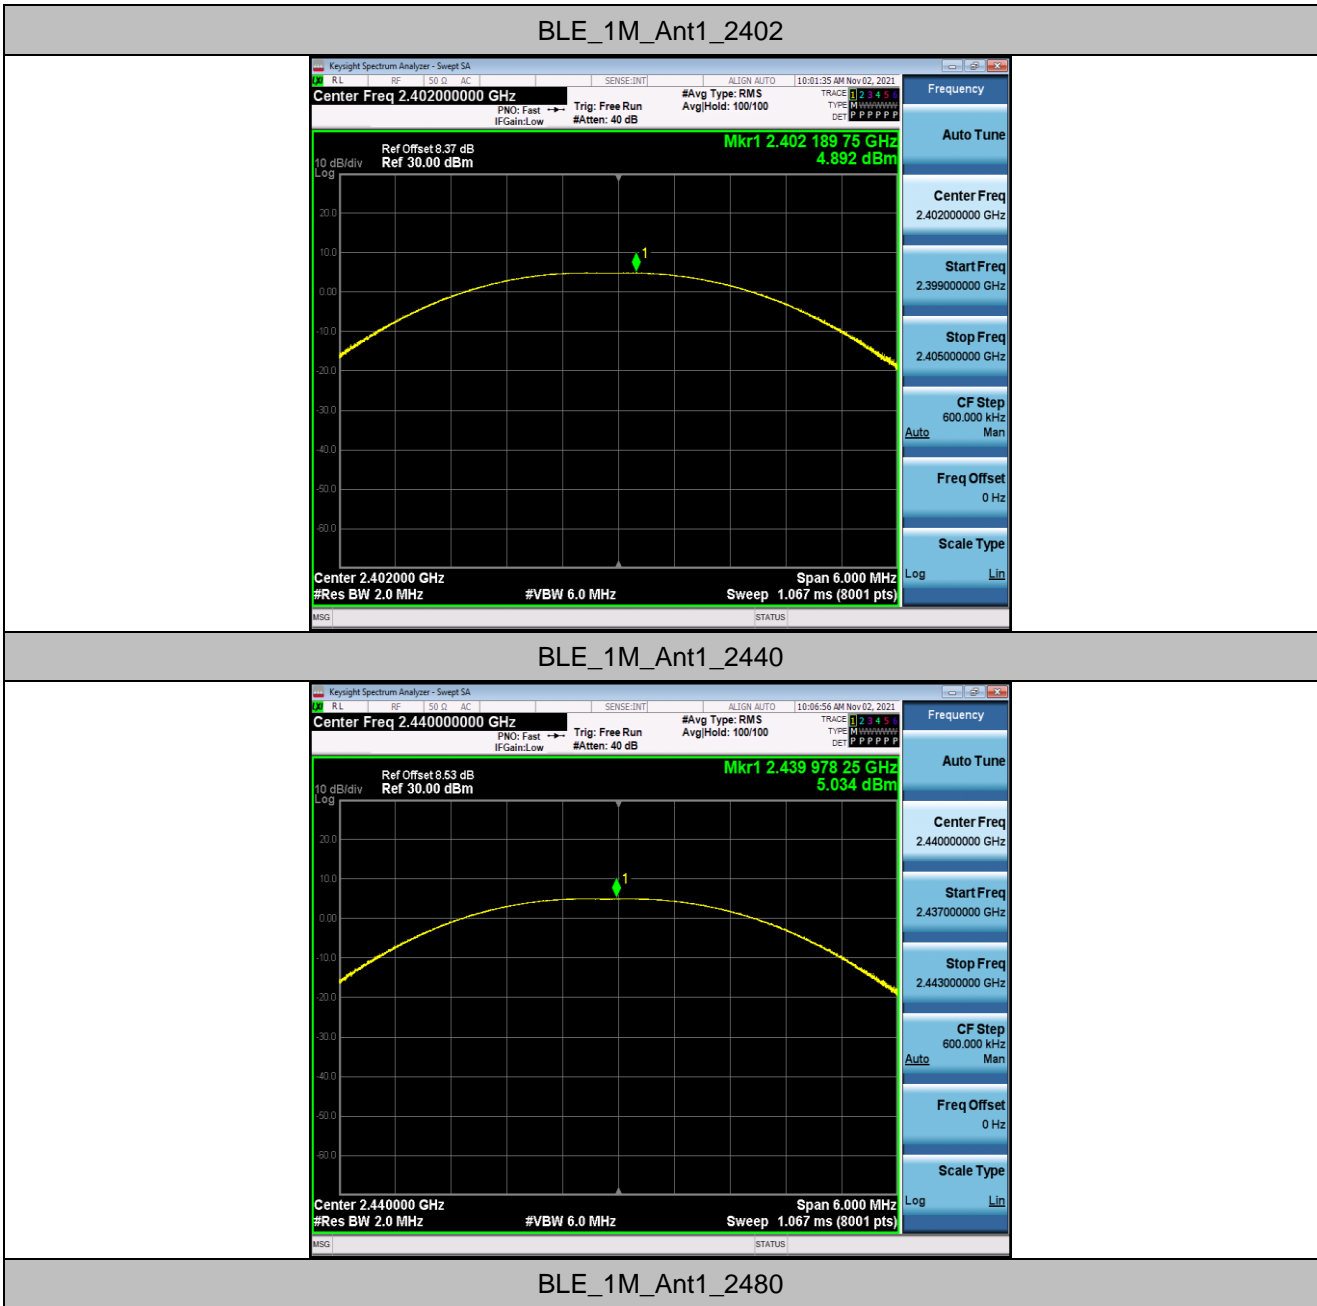 BLE_1M_Ant1_2402
Keysight Spectrum Analyzer - Swept SA
RL RF 50 Ω AC SENSE:INT ALIGN AUTO 10:01:35 AM Nov 02, 2021
Center Freq 2.402000000 GHz
PNO: Fast
IFGain:Low
Trig: Free Run
#Atten: 40 dB
#Avg Type: RMS
Avg|Hold: 100/100
TRACE 1 2 3 4 5 6
TYPE M W W W W W
DET P P P P P P
Frequency
Mkr1 2.402 189 75 GHz
4.892 dBm
Ref Offset 8.37 dB
10 dB/div Ref 30.00 dBm
Log
20.0
10.0
0.00
-10.0
-20.0
-30.0
-40.0
-50.0
-60.0
1
Center 2.402000 GHz Span 6.000 MHz
#Res BW 2.0 MHz #VBW 6.0 MHz Sweep 1.067 ms (8001 pts)
Auto Tune
Center Freq
2.402000000 GHz
Start Freq
2.399000000 GHz
Stop Freq
2.405000000 GHz
CF Step
600.000 kHz
Auto Man
Freq Offset
0 Hz
Scale Type
Log Lin
MSG STATUS
BLE_1M_Ant1_2440
Keysight Spectrum Analyzer - Swept SA
RL RF 50 Ω AC SENSE:INT ALIGN AUTO 10:06:56 AM Nov 02, 2021
Center Freq 2.440000000 GHz
PNO: Fast
IFGain:Low
Trig: Free Run
#Atten: 40 dB
#Avg Type: RMS
Avg|Hold: 100/100
TRACE 1 2 3 4 5 6
TYPE M W W W W W
DET P P P P P P
Frequency
Mkr1 2.439 978 25 GHz
5.034 dBm
Ref Offset 8.53 dB
10 dB/div Ref 30.00 dBm
Log
20.0
10.0
0.00
-10.0
-20.0
-30.0
-40.0
-50.0
-60.0
1
Center 2.440000 GHz Span 6.000 MHz
#Res BW 2.0 MHz #VBW 6.0 MHz Sweep 1.067 ms (8001 pts)
Auto Tune
Center Freq
2.440000000 GHz
Start Freq
2.437000000 GHz
Stop Freq
2.443000000 GHz
CF Step
600.000 kHz
Auto Man
Freq Offset
0 Hz
Scale Type
Log Lin
MSG STATUS
BLE_1M_Ant1_2480